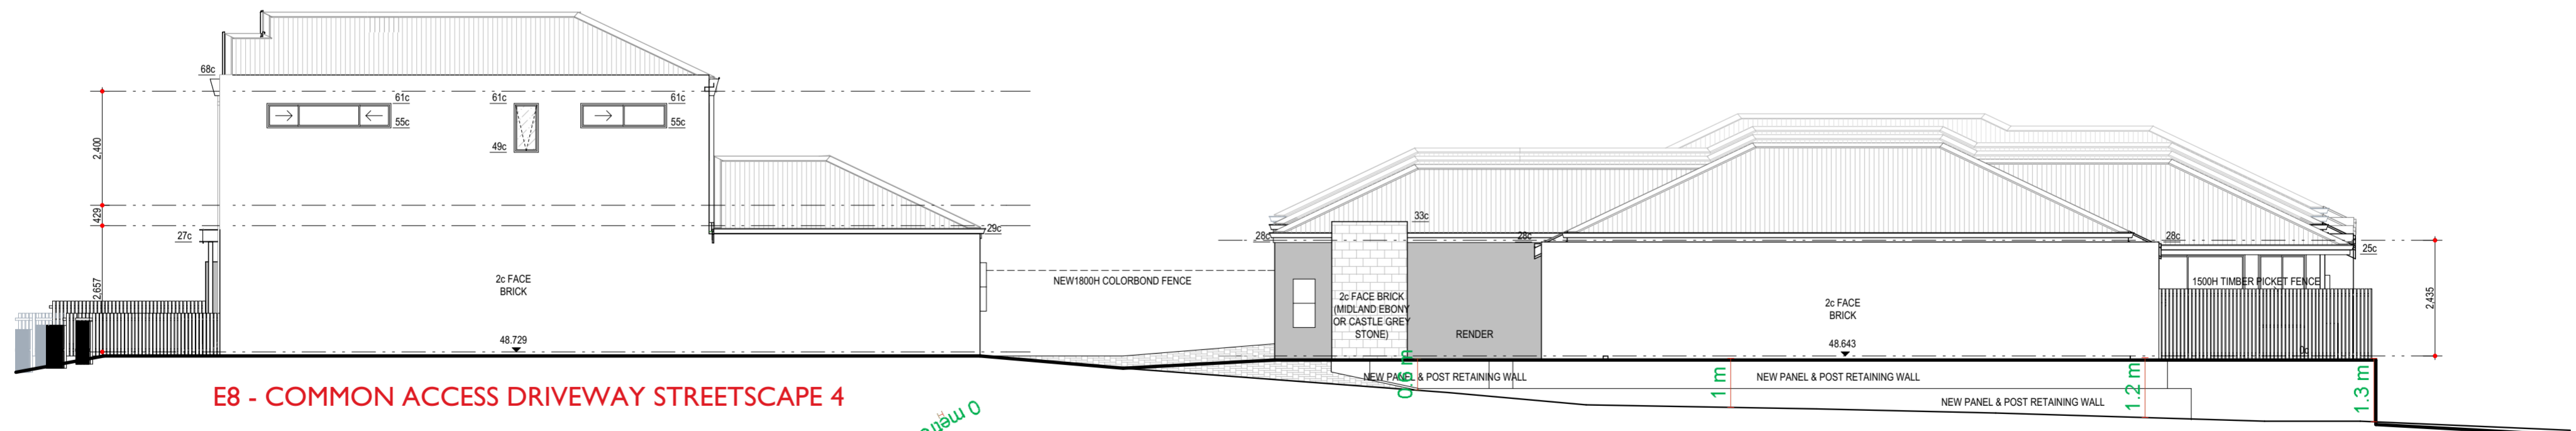 68c
61c
61c
61c
55c
55c
49c
2,400
429
27c
2,657
29c
2c FACE
BRICK
48.729
NEW1800H COLORBOND FENCE
33c
28c
28c
28c
25c
2c FACE BRICK
(MIDLAND EBONY
OR CASTLE GREY
STONE)
RENDER
2c FACE
BRICK
48.643
1500H TIMBER PICKET FENCE
0c
2,435
NEW PANEL & POST RETAINING WALL
NEW PANEL & POST RETAINING WALL
NEW PANEL & POST RETAINING WALL
0.6 m
1 m
1.2 m
1.3 m
E8 - COMMON ACCESS DRIVEWAY STREETSCAPE 4